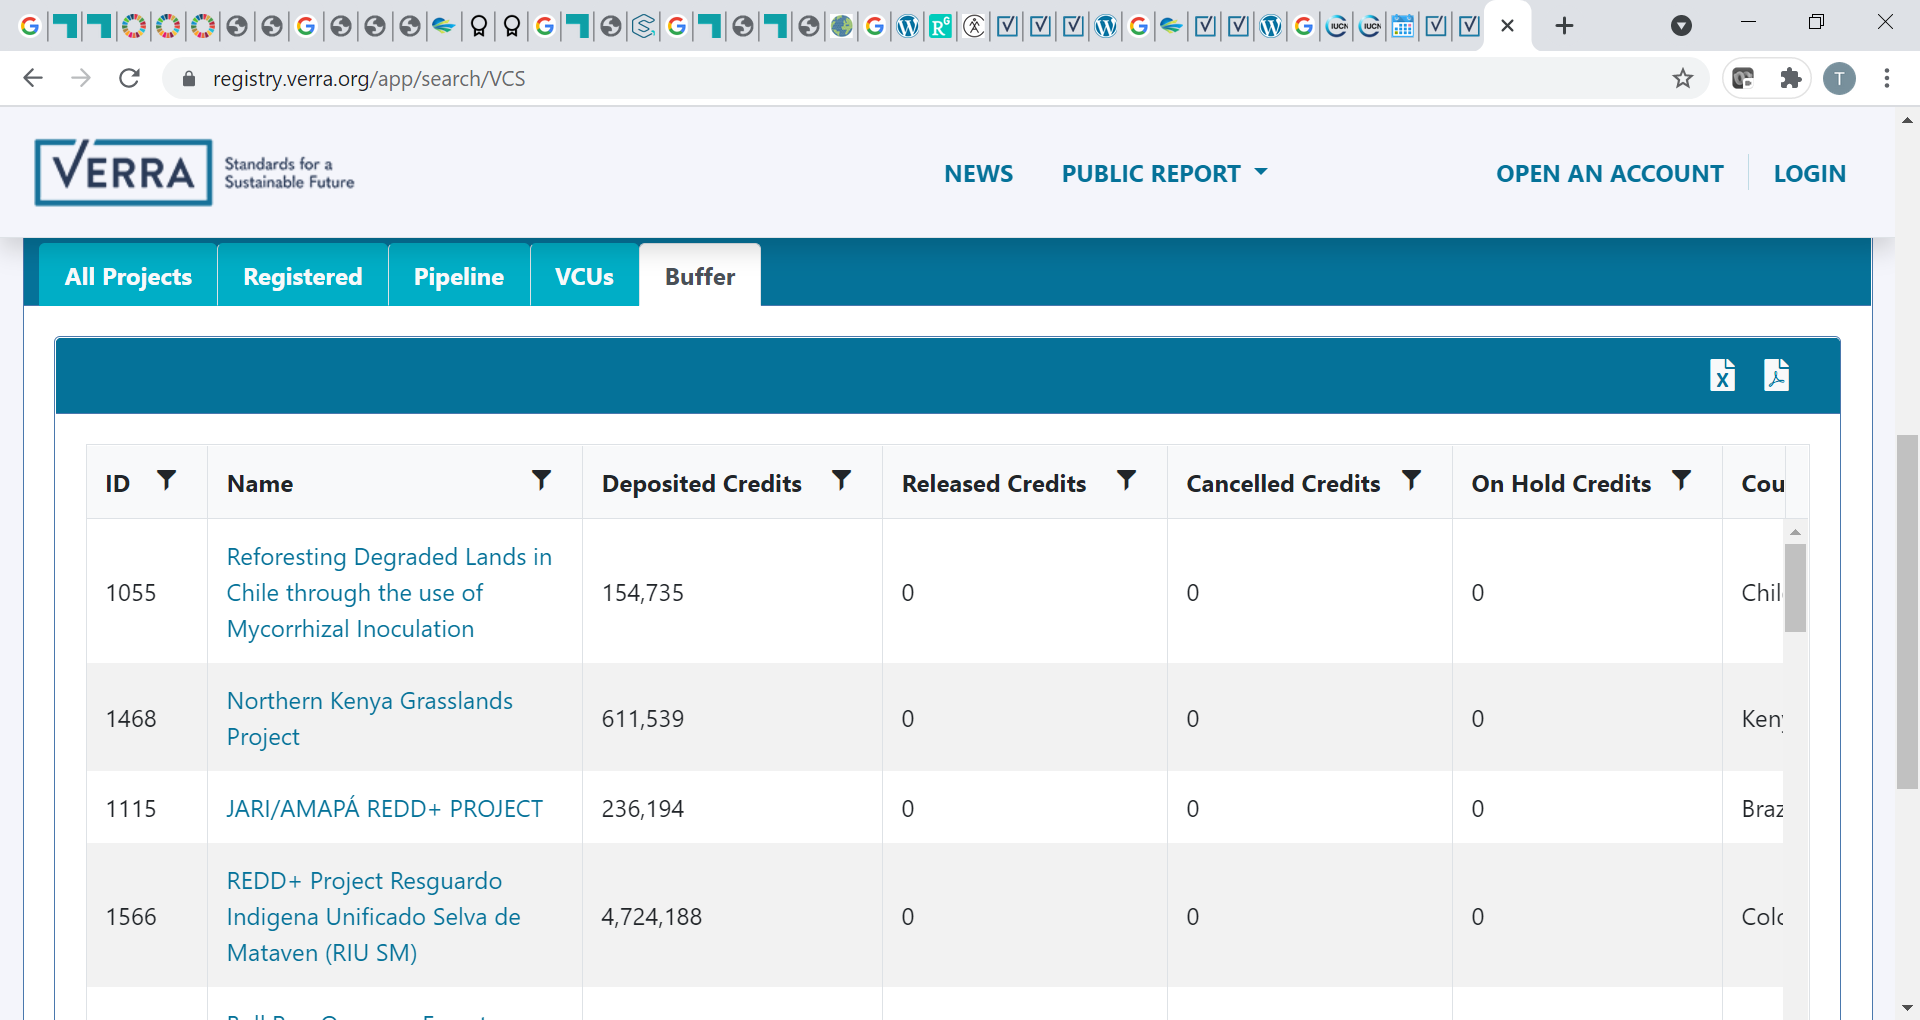 registry.verra.org/app/search/VCS
T
VERRA
Standards for a
Sustainable Future
NEWS
PUBLIC REPORT
OPEN AN ACCOUNT
LOGIN
All Projects
Registered
Pipeline
VCUs
Buffer
ID
Name
Deposited Credits
Released Credits
Cancelled Credits
On Hold Credits
Cou
1055
Reforesting Degraded Lands in
Chile through the use of
Mycorrhizal Inoculation
154,735
0
0
0
Chil
1468
Northern Kenya Grasslands
Project
611,539
0
0
0
Ken
1115
JARI/AMAPÁ REDD+ PROJECT
236,194
0
0
0
Braz
1566
REDD+ Project Resguardo
Indigena Unificado Selva de
Mataven (RIU SM)
4,724,188
0
0
0
Colo